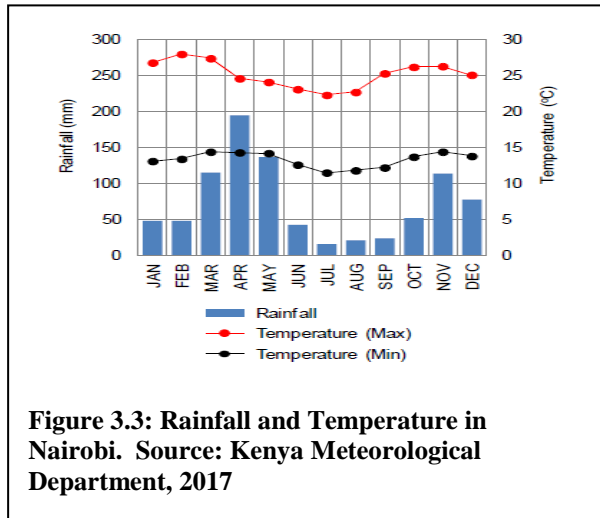 300
250
200
150
100
50
0
Rainfall (mm)
30
25
20
15
10
5
0
Temperature (ºC)
JAN
FEB
MAR
APR
MAY
JUN
JUL
AUG
SEP
OCT
NOV
DEC
Rainfall
Temperature (Max)
Temperature (Min)
Figure 3.3: Rainfall and Temperature in
Nairobi. Source: Kenya Meteorological
Department, 2017